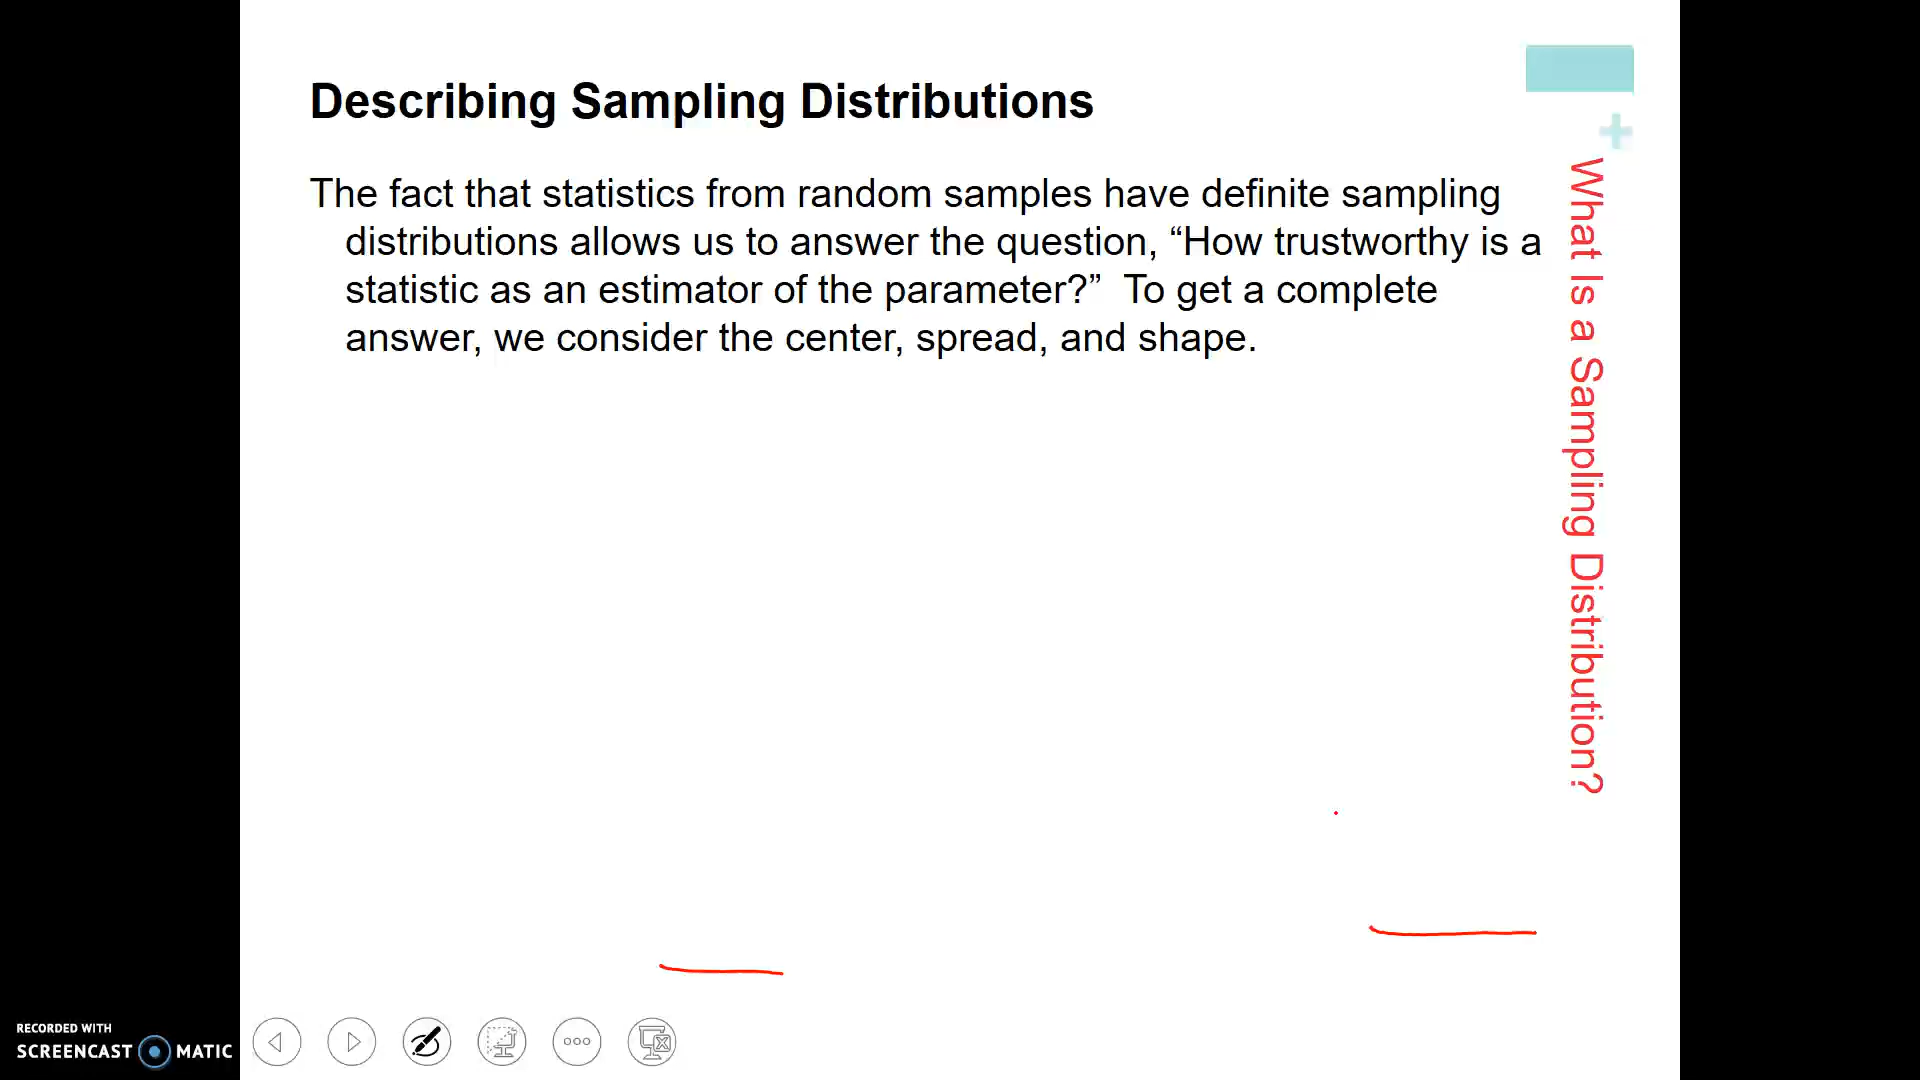 Describing Sampling Distributions
The fact that statistics from random samples have definite sampling
distributions allows us to answer the question, “How trustworthy is a
statistic as an estimator of the parameter?”  To get a complete
answer, we consider the center, spread, and shape.
What Is a Sampling Distribution?
RECORDED WITH
SCREENCAST MATIC